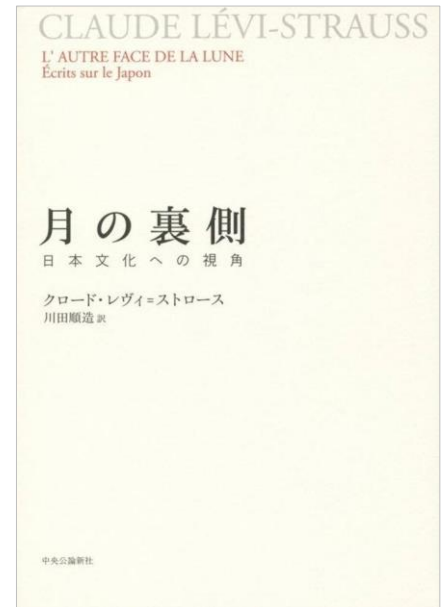 CLAUDE LÉVI-STRAUSS
L' AUTRE FACE DE LA LUNE
Écrits sur le Japon
月の裏側
日本文化への視角
クロード・レヴィ=ストロース
川田順造 訳
中央公論新社